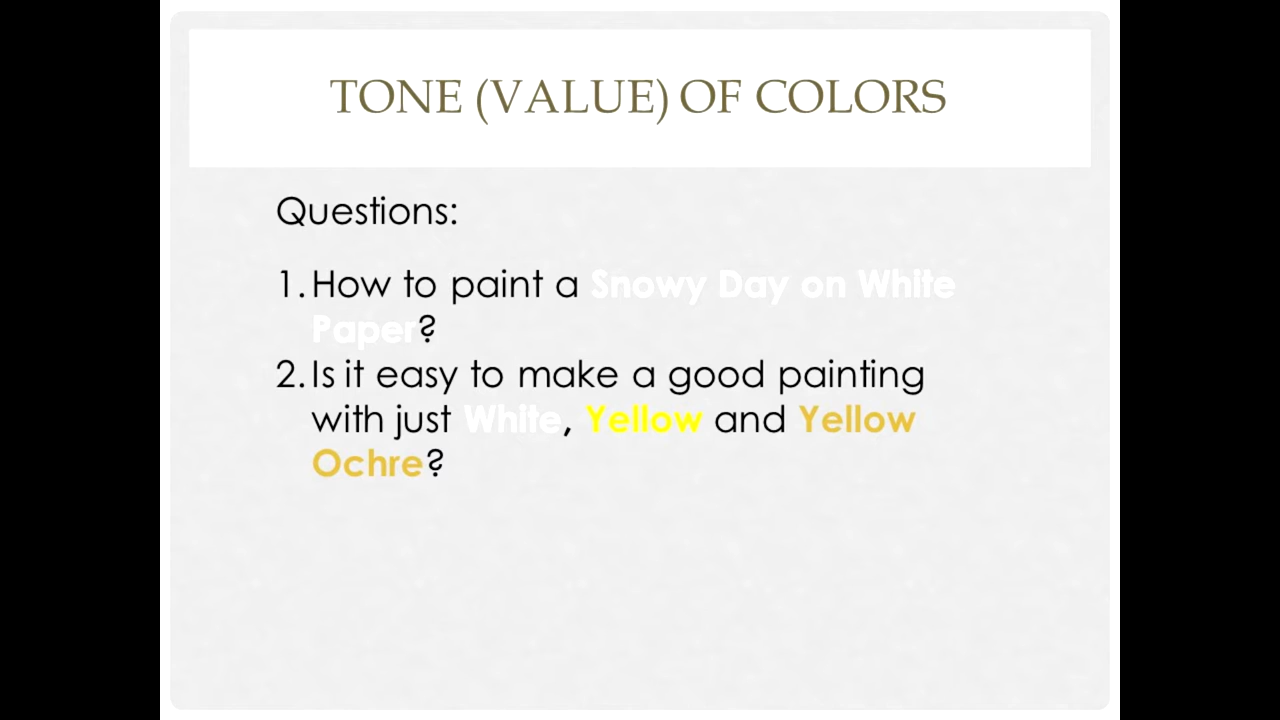 TONE (VALUE) OF COLORS
Questions:
1. How to paint a Snowy Day on White
Paper?
2. Is it easy to make a good painting
with just White, Yellow and Yellow
Ochre?